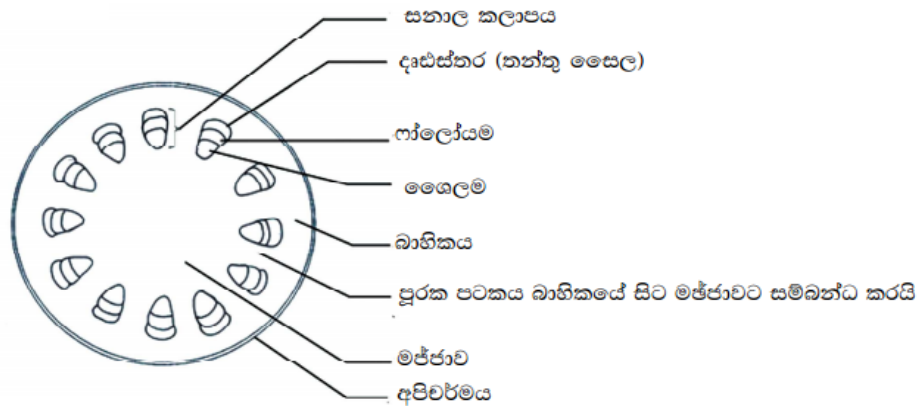 සනාල කලාපය
දෘඪස්තර (තන්තු සෛල)
ෆ්ලෝයම
ශෛලම
බාහිකය
පූරක පටකය බාහිකයේ සිට මඡ්ජාවට සම්බන්ධ කරයි
මජ්ජාව
අපිචර්මය